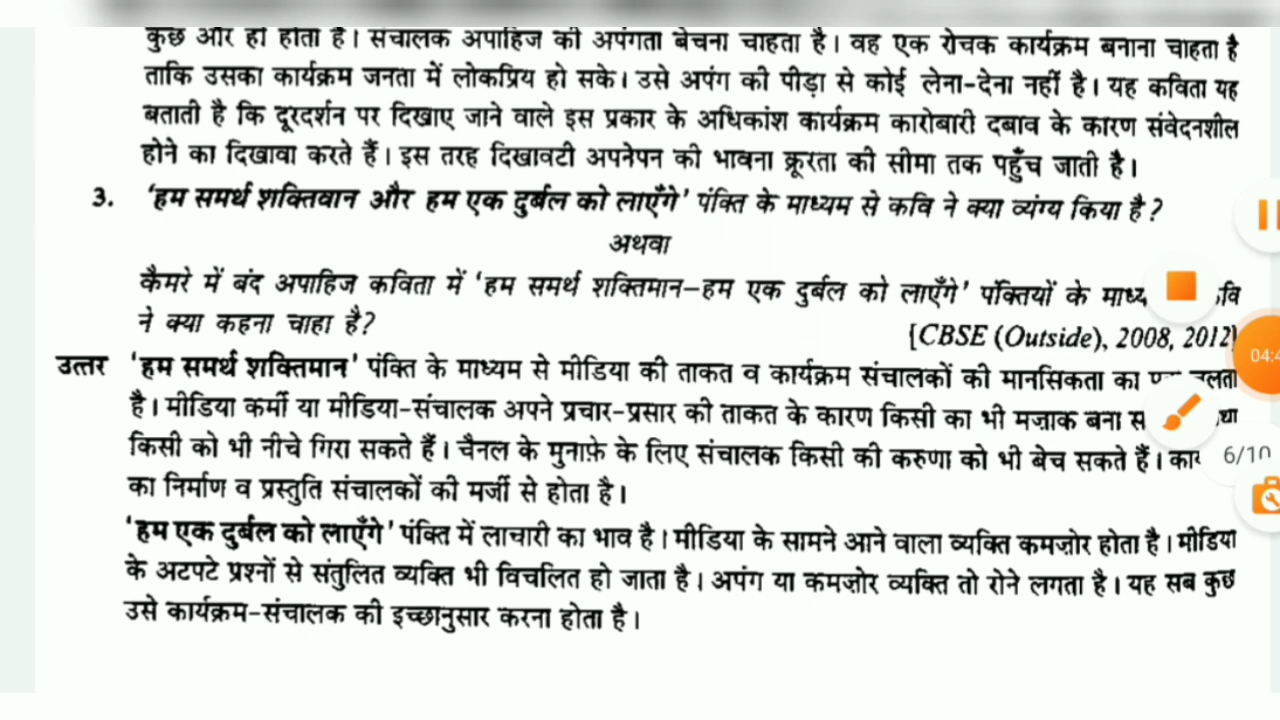 कुछ और ही होता है। संचालक अपाहिज की अपंगता बेचना चाहता है। वह एक रोचक कार्यक्रम बनाना चाहता है
ताकि उसका कार्यक्रम जनता में लोकप्रिय हो सके। उसे अपंग की पीड़ा से कोई लेना-देना नहीं है। यह कविता यह
बताती है कि दूरदर्शन पर दिखाए जाने वाले इस प्रकार के अधिकांश कार्यक्रम कारोबारी दबाव के कारण संवेदनशील
होने का दिखावा करते हैं। इस तरह दिखावटी अपनेपन की भावना क्रूरता की सीमा तक पहुँच जाती है।
3. 'हम समर्थ शक्तिवान और हम एक दुर्बल को लाएँगे' पंक्ति के माध्यम से कवि ने क्या व्यंग्य किया है?
अथवा
कैमरे में बंद अपाहिज कविता में 'हम समर्थ शक्तिमान–हम एक दुर्बल को लाएँगे' पंक्तियों के
ने क्या कहना चाहा है?
[CBSE (Outside), 2008, 2012]
उत्तर 'हम समर्थ शक्तिमान' पंक्ति के माध्यम से मीडिया की ताकत व कार्यक्रम संचालकों की मानसिकता का
है। मीडिया कर्मी या मीडिया-संचालक अपने प्रचार-प्रसार की ताकत के कारण किसी का भी मज़ाक बना
किसी को भी नीचे गिरा सकते हैं। चैनल के मुनाफ़े के लिए संचालक किसी की करुणा को भी बेच सकते हैं।
का निर्माण व प्रस्तुति संचालकों की मर्जी से होता है।
'हम एक दुर्बल को लाएँगे' पंक्ति में लाचारी का भाव है। मीडिया के सामने आने वाला व्यक्ति कमज़ोर होता है। मीडिया
के अटपटे प्रश्नों से संतुलित व्यक्ति भी विचलित हो जाता है। अपंग या कमज़ोर व्यक्ति तो रोने लगता है। यह सब कुछ
उसे कार्यक्रम-संचालक की इच्छानुसार करना होता है।
6/10